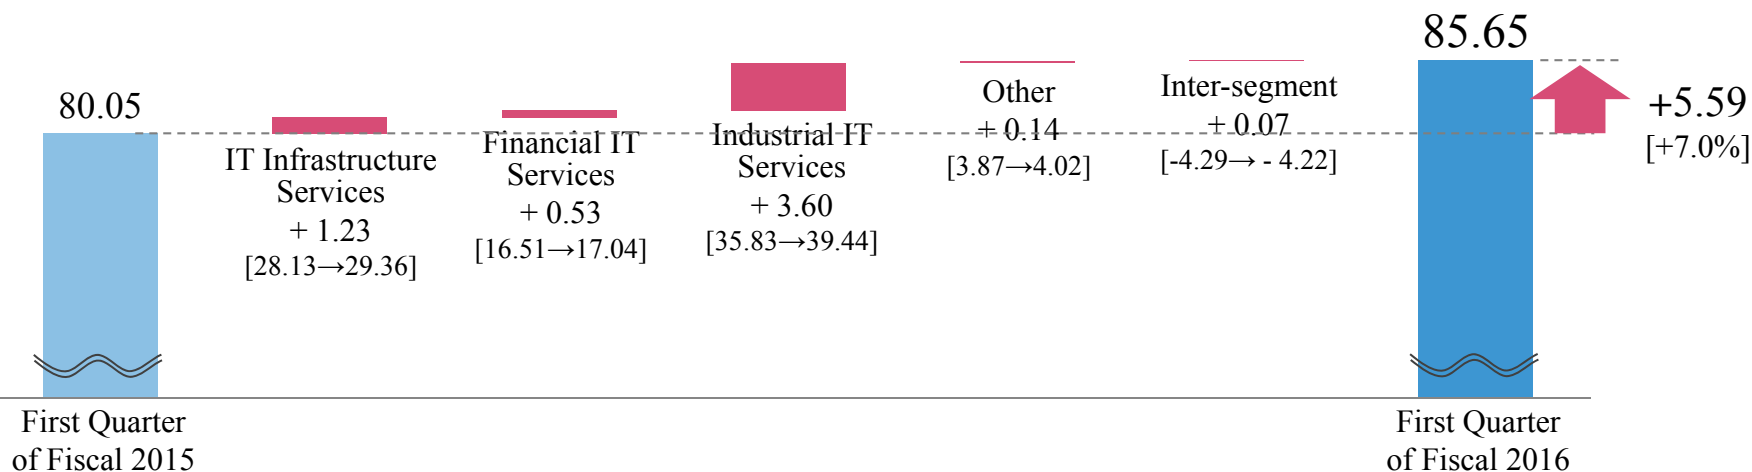 80.05
First Quarter
of Fiscal 2015
IT Infrastructure
Services
+ 1.23
[28.13→29.36]
Financial IT
Services
+ 0.53
[16.51→17.04]
Industrial IT
Services
+ 3.60
[35.83→39.44]
Other
+ 0.14
[3.87→4.02]
Inter-segment
+ 0.07
[-4.29→ - 4.22]
85.65
First Quarter
of Fiscal 2016
+5.59
[+7.0%]